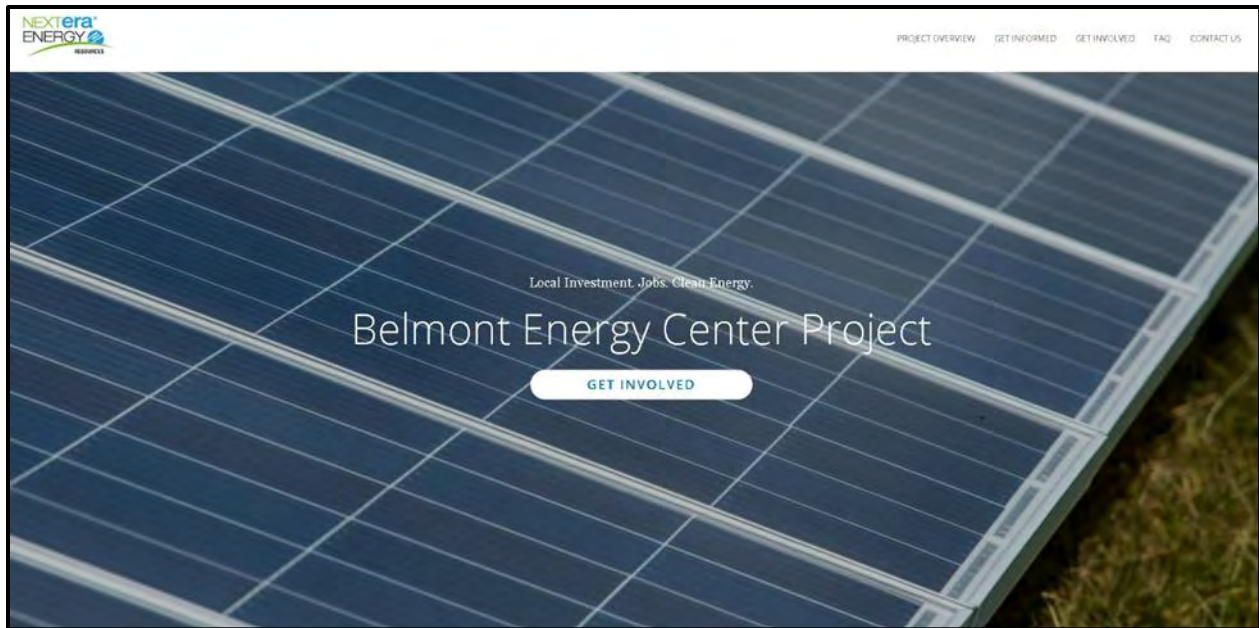 NEXTera
ENERGY
RESOURCES
PROJECT OVERVIEW GET INFORMED GET INVOLVED FAQ CONTACT US
Local Investment. Jobs. Clean Energy.
Belmont Energy Center Project
GET INVOLVED